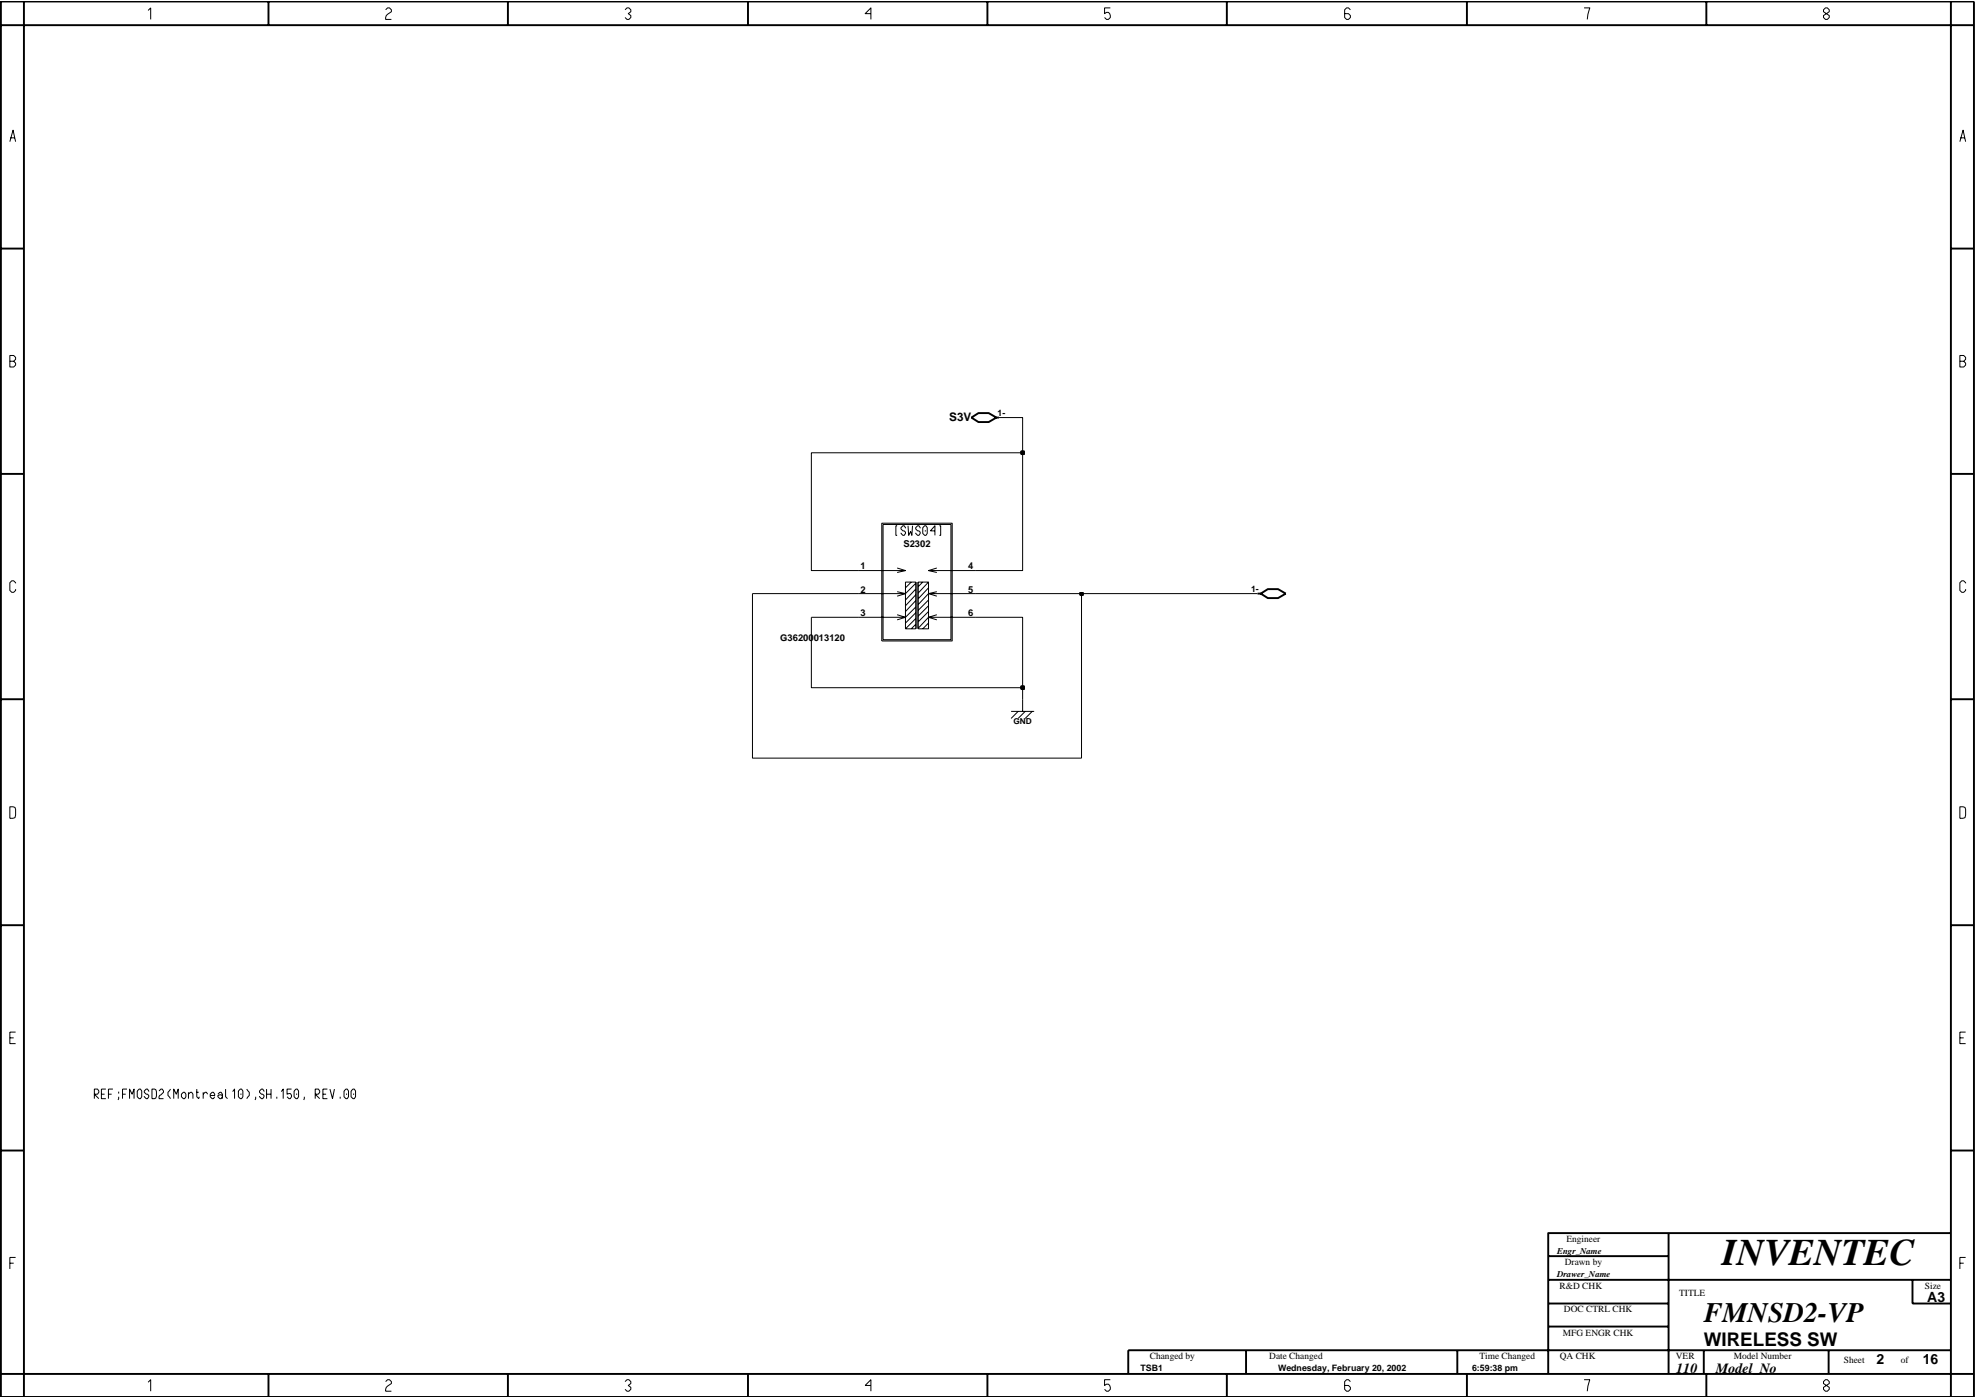 1 2 3 4 5 6 7 8
A A
B B
S3V 1-
[SWS04]
S2302
1 4
C C
2 5 1-
3 6
G36200013120
GND
D D
E E
REF;FMOSD2(Montreal10),SH.150, REV.00
F F
Engineer
Engr_Name
INVENTEC
Drawn by
Drawer_Name
R&D CHK
TITLE
Size
A3
DOC CTRL CHK
FMNSD2-VP
MFG ENGR CHK
WIRELESS SW
Changed by
TSB1
Date Changed
Wednesday, February 20, 2002
Time Changed
6:59:38 pm
QA CHK
VER
110
Model Number
Model_No
Sheet 2 of 16
1 2 3 4 5 6 7 8